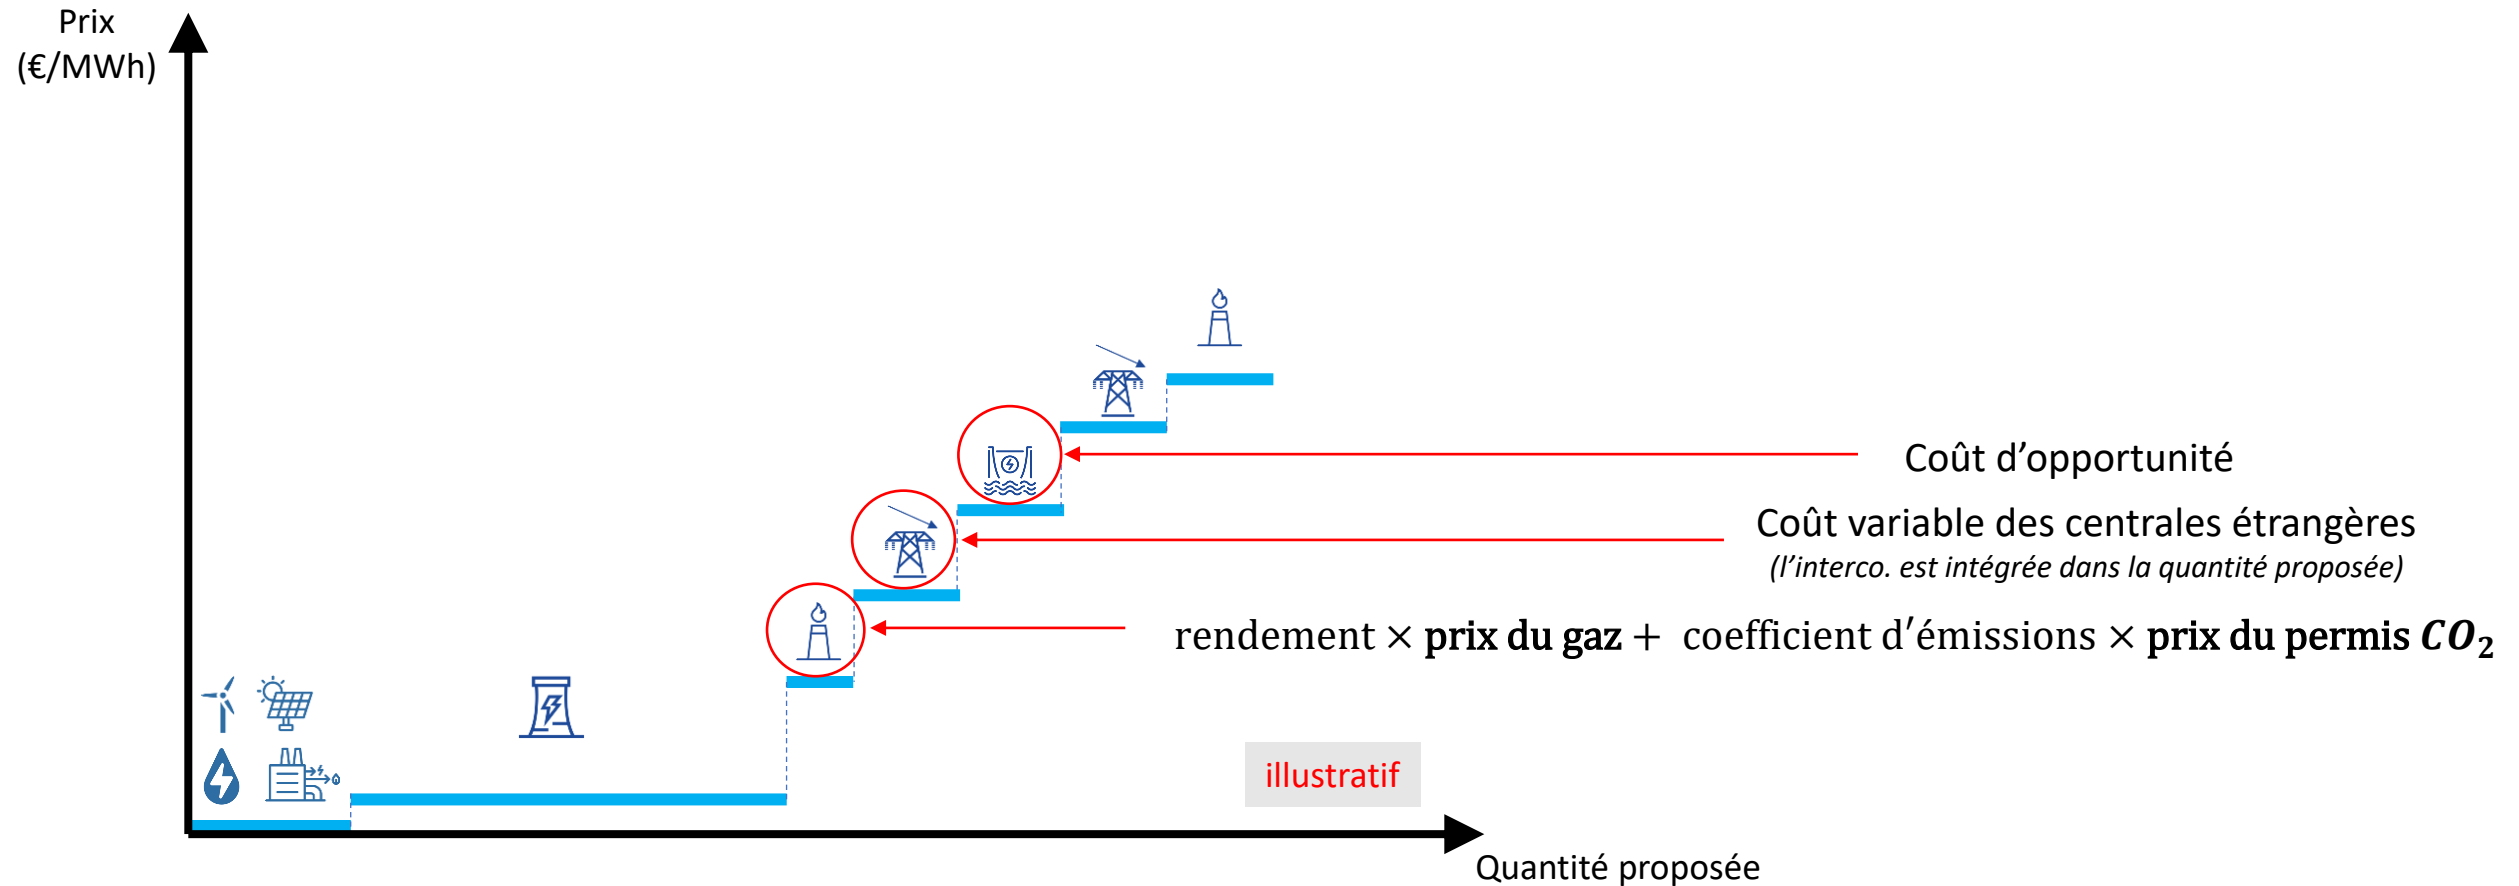 Prix
(€/MWh)
Coût d’opportunité
Coût variable des centrales étrangères
(l’interco. est intégrée dans la quantité proposée)
rendement × prix du gaz + coefficient d′émissions × prix du permis CO₂
illustratif
Quantité proposée